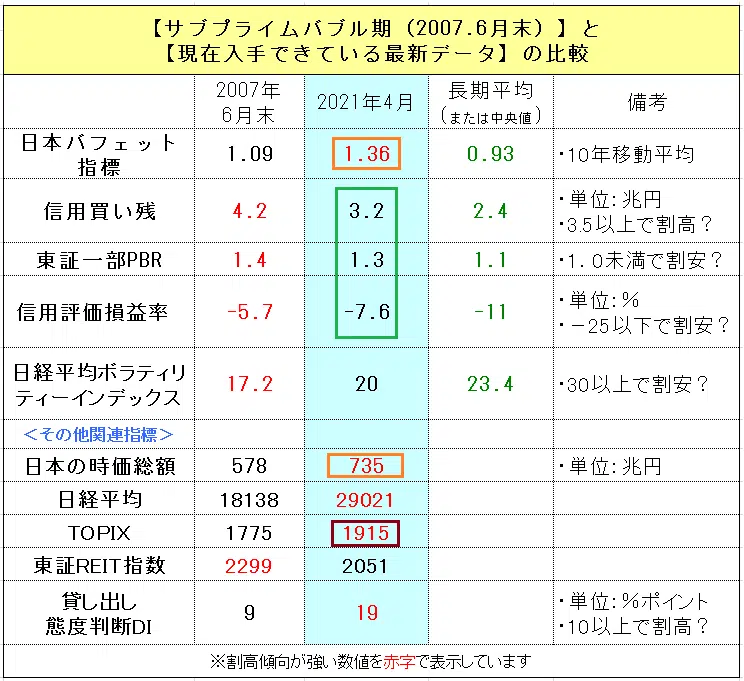 【サブプライムバブル期（2007.6月末）】と
【現在入手できている最新データ】の比較
2007年
6月末
2021年4月
長期平均
（または中央値）
備考
日本バフェット
指標
1.09
1.36
0.93
・10年移動平均
信用買い残
4.2
3.2
2.4
・単位：兆円
・3.5以上で割高？
東証一部PBR
1.4
1.3
1.1
・1.0未満で割安？
信用評価損益率
-5.7
-7.6
-11
・単位：％
・－25以下で割安？
日経平均ボラティリ
ティーインデックス
17.2
20
23.4
・30以上で割安？
＜その他関連指標＞
日本の時価総額
578
735
・単位：兆円
日経平均
18138
29021
TOPIX
1775
1915
東証REIT指数
2299
2051
貸し出し
態度判断DI
9
19
・単位：％ポイント
・10以上で割高？
※割高傾向が強い数値を赤字で表示しています